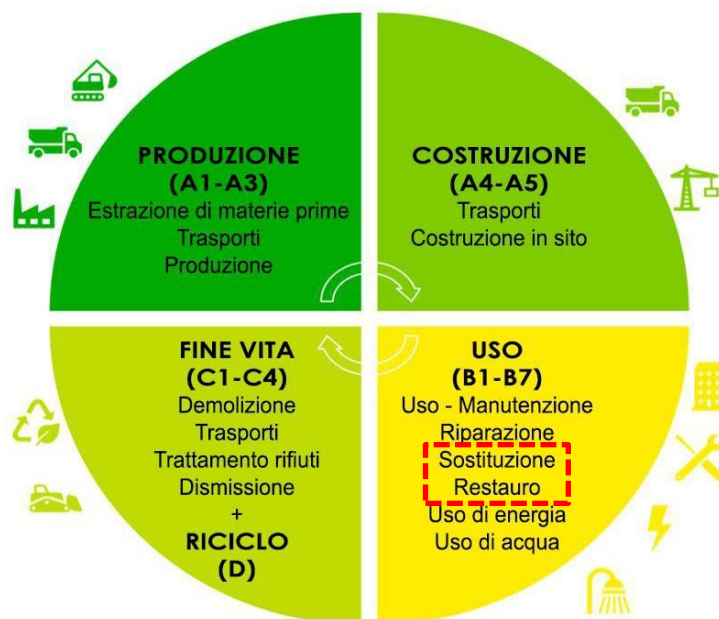 PRODUZIONE
(A1-A3)
Estrazione di materie prime
Trasporti
Produzione
COSTRUZIONE
(A4-A5)
Trasporti
Costruzione in sito
FINE VITA
(C1-C4)
Demolizione
Trasporti
Trattamento rifiuti
Dismissione
+
RICICLO
(D)
USO
(B1-B7)
Uso - Manutenzione
Riparazione
Sostituzione
Restauro
Uso di energia
Uso di acqua